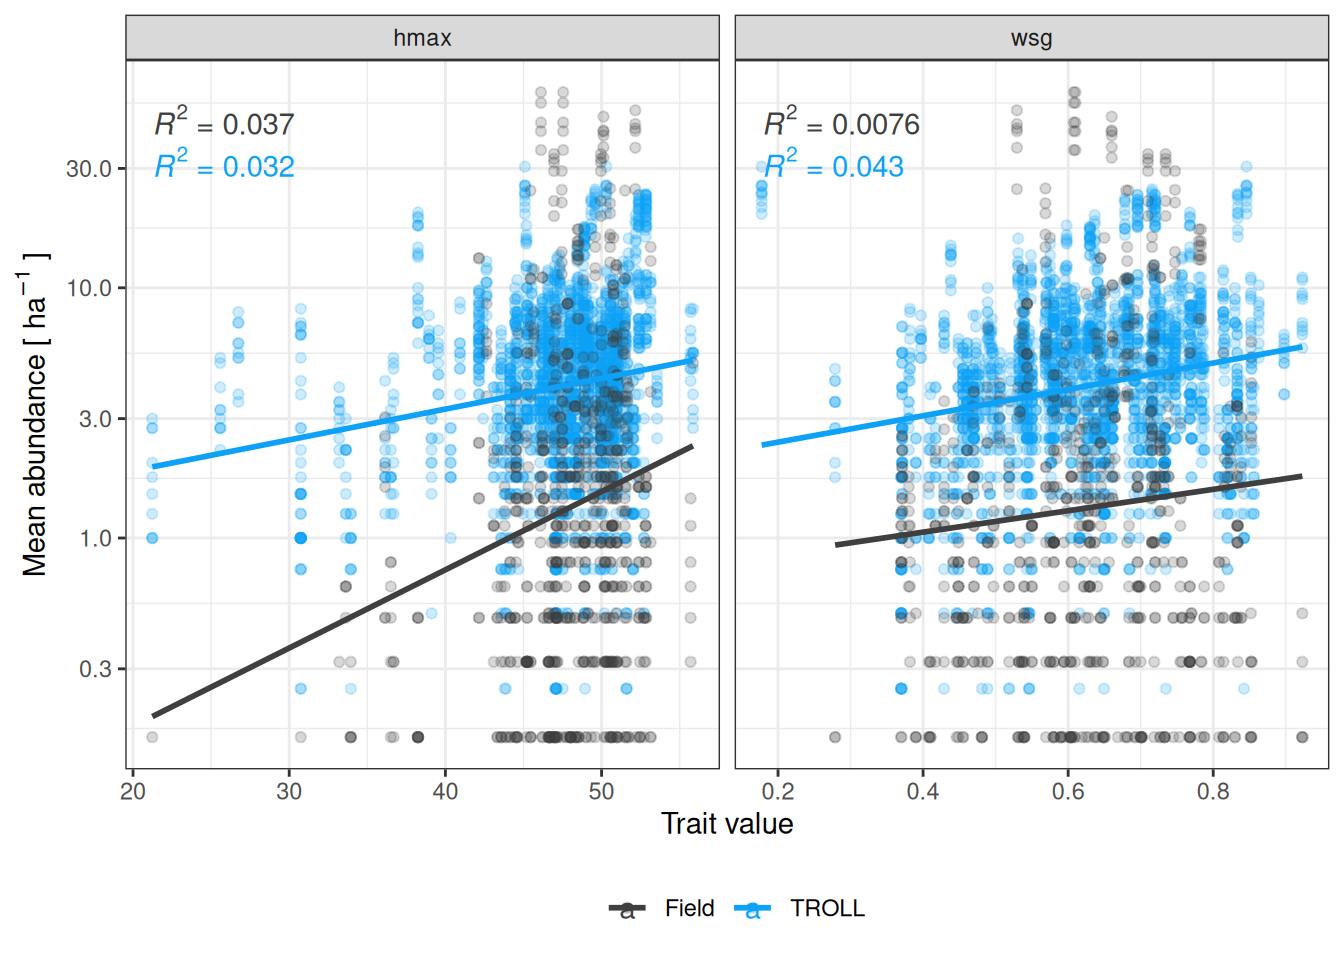 hmax
wsg
R² = 0.037
R² = 0.032
R² = 0.0076
R² = 0.043
30.0
10.0
3.0
1.0
0.3
Mean abundance [ ha⁻¹ ]
20 30 40 50
0.2 0.4 0.6 0.8
Trait value
a Field a TROLL